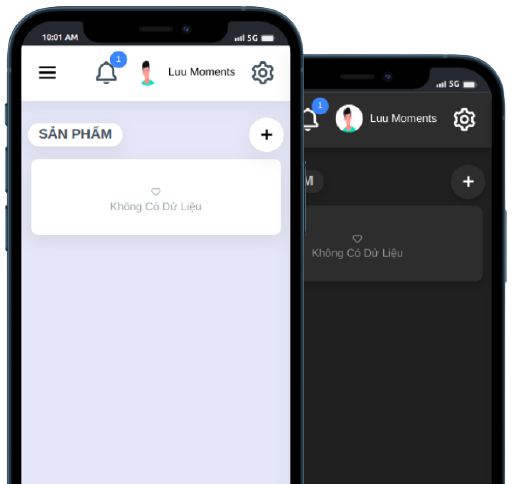 10:01 AM
5G
1
Luu Moments
SẢN PHẨM
Không Có Dữ Liệu
5G
1
Luu Moments
M
Không Có Dữ Liệu